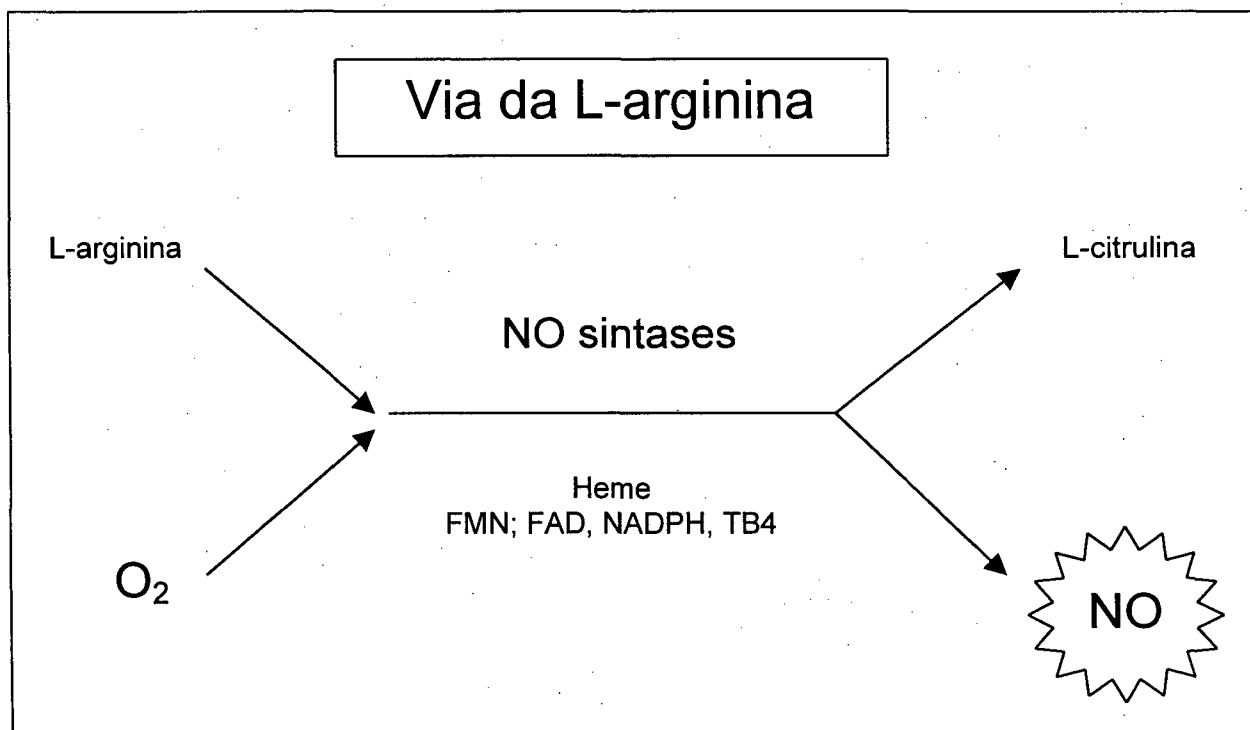 Via da L-arginina
L-arginina
L-citrulina
NO sintases
Heme
FMN; FAD, NADPH, TB4
O₂
NO